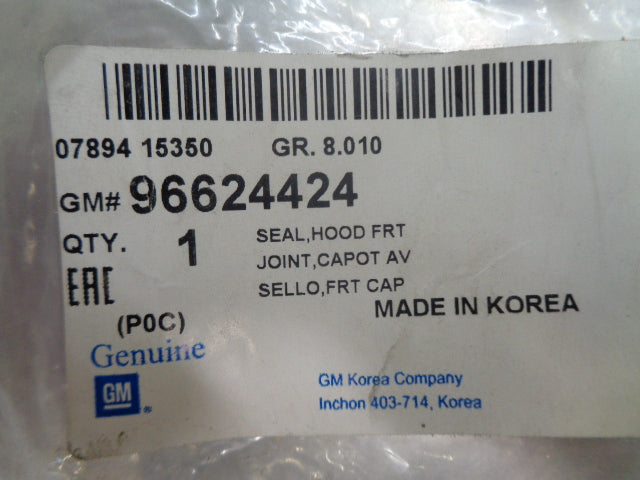 07894 15350 GR. 8.010
GM# 96624424
QTY. 1 SEAL,HOOD FRT
JOINT,CAPOT AV
EAC SELLO,FRT CAP
MADE IN KOREA
(P0C)
Genuine
GM ®
GM Korea Company
Inchon 403-714, Korea